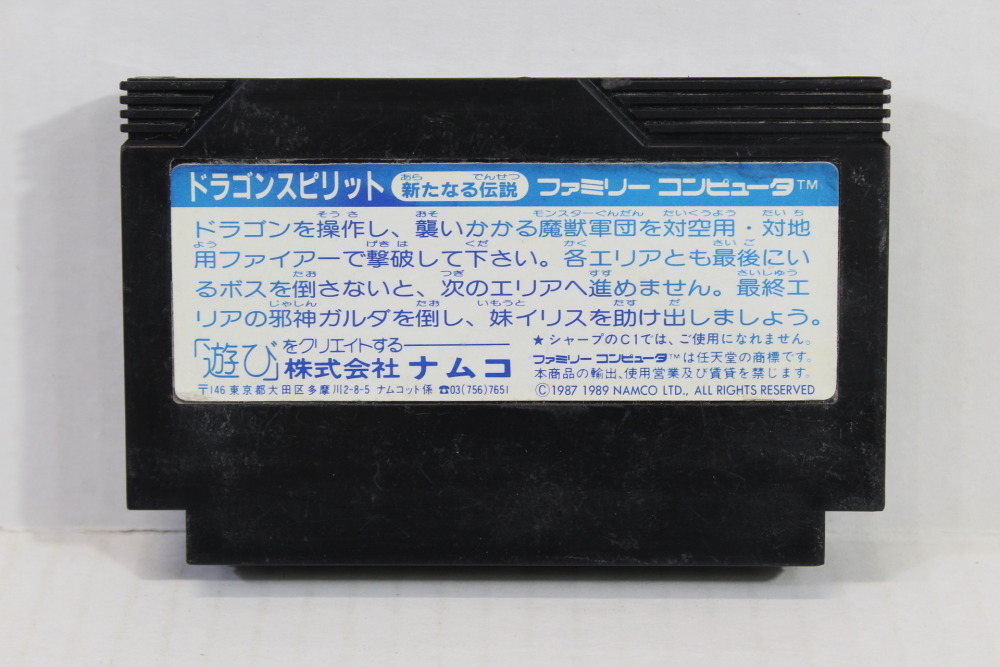 ドラゴンスピリット 新たなる伝説 ファミリー コンピュータ™
あら でんせつ
そうさ おそ モンスターぐんだん たいくうよう たいち
ドラゴンを操作し、襲いかかる魔獣軍団を対空用・対地
よう げきは くだ かく さいご
用ファイアーで撃破して下さい。各エリアとも最後にい
たお つぎ すす さいしゅう
るボスを倒さないと、次のエリアへ進めません。最終エ
じゃしん たお いもうと たす だ
リアの邪神ガルダを倒し、妹イリスを助け出しましょう。
「遊び」をクリエイトする
株式会社 ナムコ
〒146 東京都大田区多摩川2-8-5 ナムコット係 ☎03(756)7651
★シャープのC1では、ご使用になれません。
ファミリー コンピュータ™は任天堂の商標です。
本商品の輸出、使用営業及び賃貸を禁じます。
Ⓒ1987 1989 NAMCO LTD., ALL RIGHTS RESERVED